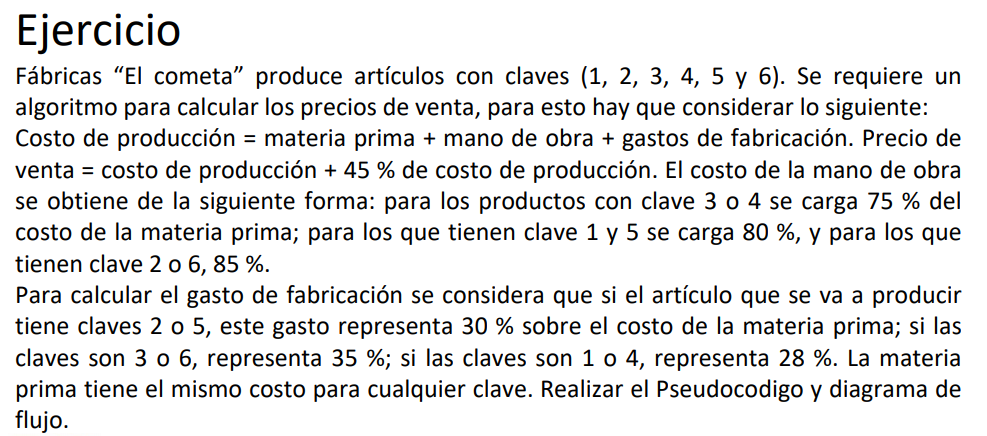 Ejercicio
Fábricas “El cometa” produce artículos con claves (1, 2, 3, 4, 5 y 6). Se requiere un
algoritmo para calcular los precios de venta, para esto hay que considerar lo siguiente:
Costo de producción = materia prima + mano de obra + gastos de fabricación. Precio de
venta = costo de producción + 45 % de costo de producción. El costo de la mano de obra
se obtiene de la siguiente forma: para los productos con clave 3 o 4 se carga 75 % del
costo de la materia prima; para los que tienen clave 1 y 5 se carga 80 %, y para los que
tienen clave 2 o 6, 85 %.
Para calcular el gasto de fabricación se considera que si el artículo que se va a producir
tiene claves 2 o 5, este gasto representa 30 % sobre el costo de la materia prima; si las
claves son 3 o 6, representa 35 %; si las claves son 1 o 4, representa 28 %. La materia
prima tiene el mismo costo para cualquier clave. Realizar el Pseudocodigo y diagrama de
flujo.